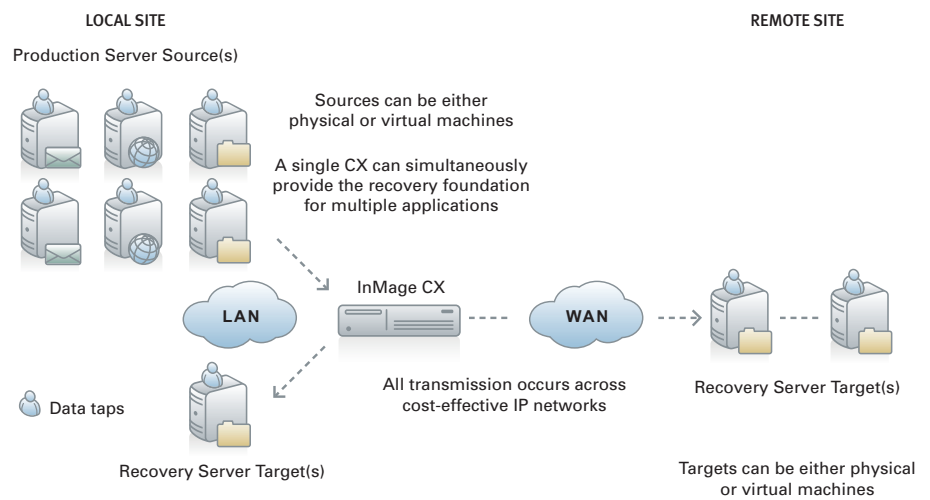 LOCAL SITE
REMOTE SITE
Production Server Source(s)
Sources can be either
physical or virtual machines
A single CX can simultaneously
provide the recovery foundation
for multiple applications
InMage CX
LAN
WAN
All transmission occurs across
cost-effective IP networks
Recovery Server Target(s)
Data taps
Recovery Server Target(s)
Targets can be either physical
or virtual machines